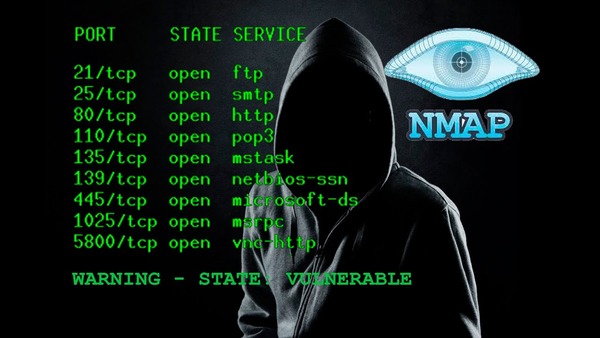 PORT STATE SERVICE
21/tcp open ftp
25/tcp open smtp
80/tcp open http
110/tcp open pop3
135/tcp open mstask
139/tcp open netbios-ssn
445/tcp open microsoft-ds
1025/tcp open msrpc
5800/tcp open vnc-http
WARNING - STATE: VULNERABLE
NMAP